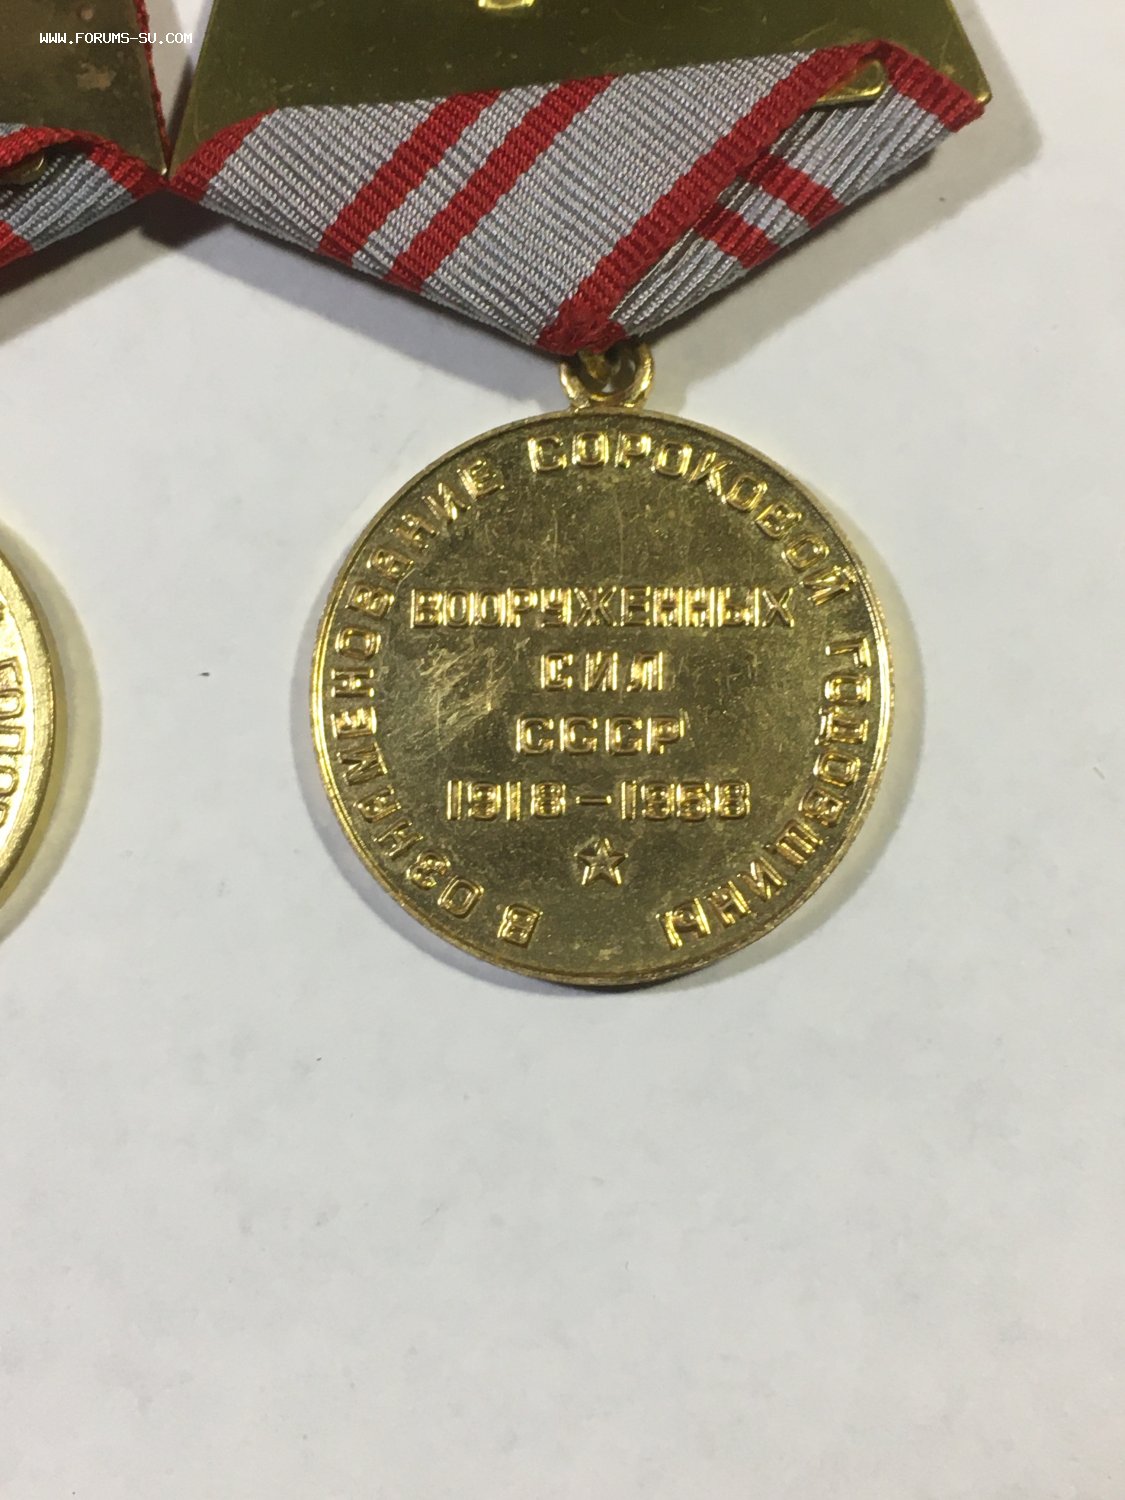 WWW.FORUMS-SU.COM
В ОЗНАМЕНОВАНИЕ СОРОКОВОЙ ГОДОВЩИНЫ
ВООРУЖЕННЫХ
СИЛ
СССР
1918-1958